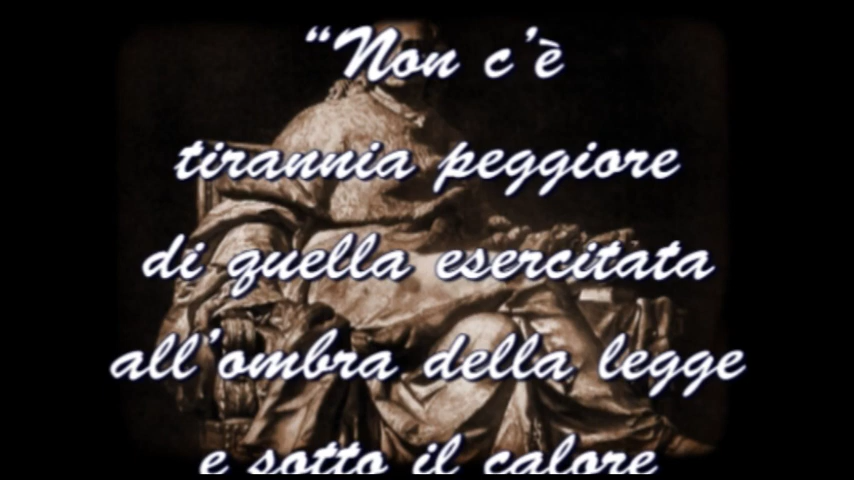 “Non c’è
tirannia peggiore
di quella esercitata
all’ombra della legge
e sotto il calore